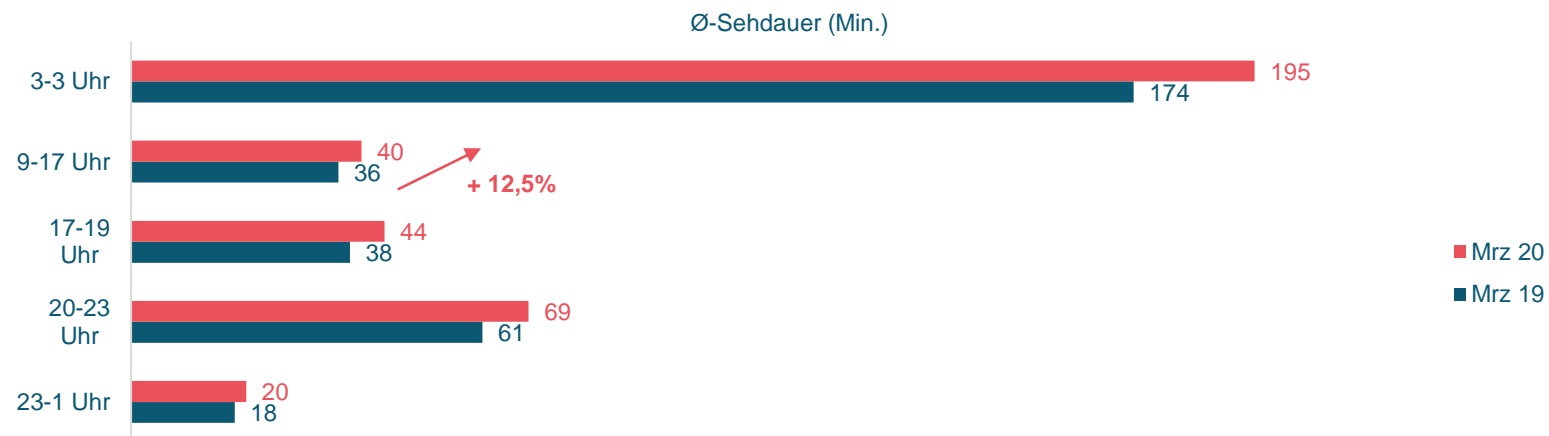 Ø-Sehdauer (Min.)
3-3 Uhr
195
174
9-17 Uhr
40
36
+ 12,5%
17-19
Uhr
44
38
20-23
Uhr
69
61
23-1 Uhr
20
18
Mrz 20
Mrz 19